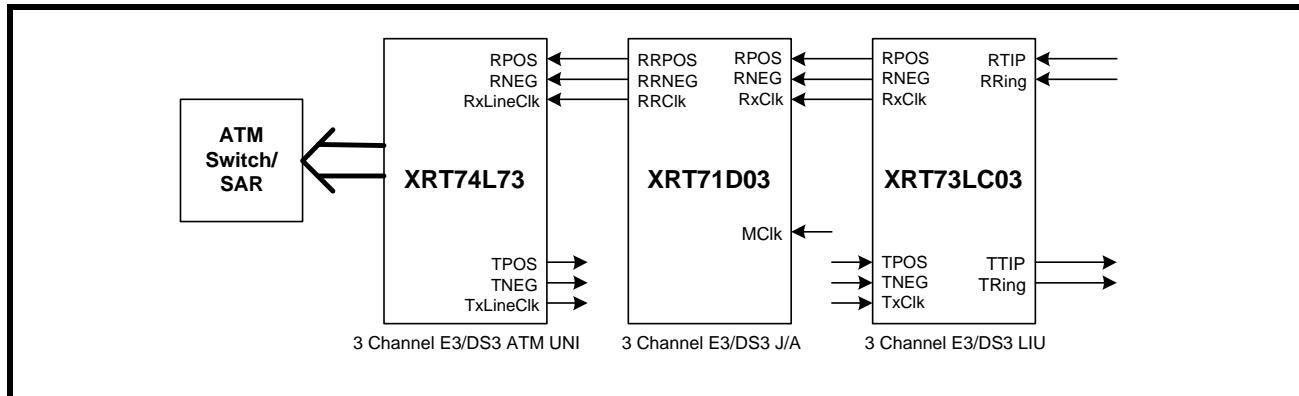 ATM
Switch/
SAR
RPOS
RNEG
RxLineClk
XRT74L73
TPOS
TNEG
TxLineClk
3 Channel E3/DS3 ATM UNI
RRPOS
RRNEG
RRClk
RPOS
RNEG
RxClk
XRT71D03
MClk
3 Channel E3/DS3 J/A
RPOS
RNEG
RxClk
RTIP
RRing
XRT73LC03
TPOS
TNEG
TxClk
TTIP
TRing
3 Channel E3/DS3 LIU